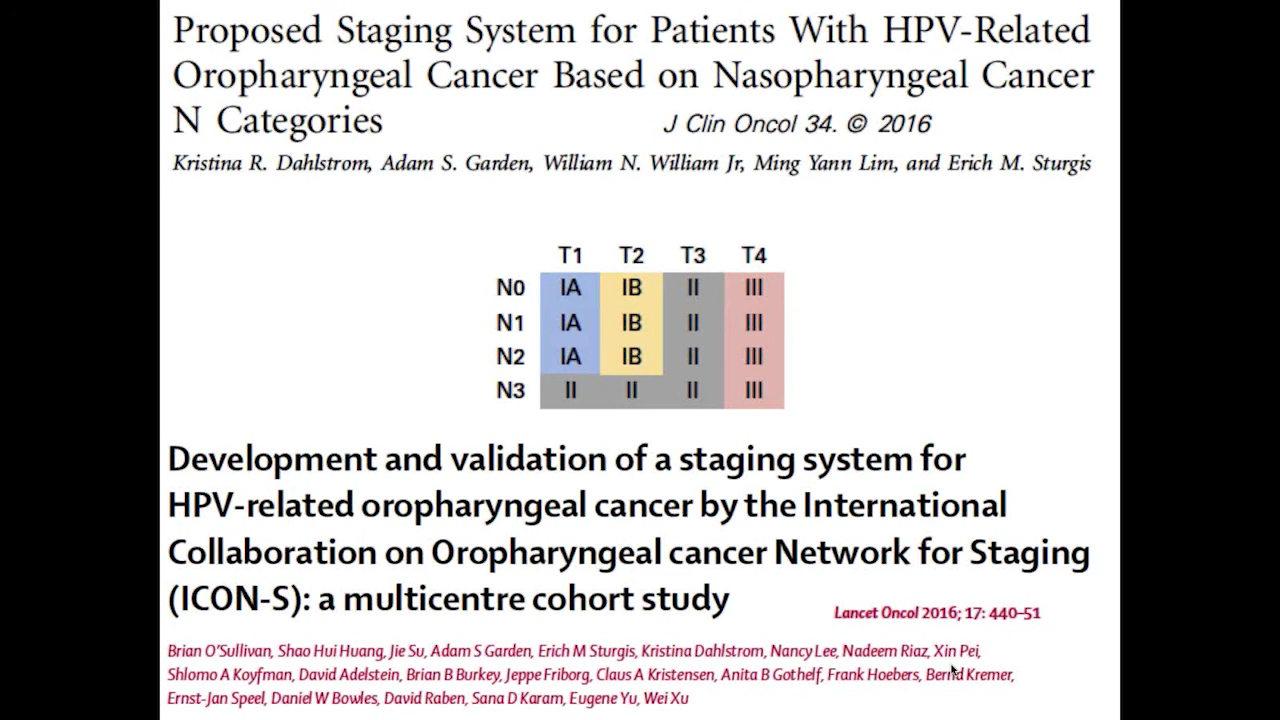 Proposed Staging System for Patients With HPV-Related
Oropharyngeal Cancer Based on Nasopharyngeal Cancer
N Categories J Clin Oncol 34. © 2016
Kristina R. Dahlstrom, Adam S. Garden, William N. William Jr, Ming Yann Lim, and Erich M. Sturgis
T1 T2 T3 T4
N0 IA IB II III
N1 IA IB II III
N2 IA IB II III
N3 II II II III
Development and validation of a staging system for
HPV-related oropharyngeal cancer by the International
Collaboration on Oropharyngeal cancer Network for Staging
(ICON-S): a multicentre cohort study
Lancet Oncol 2016; 17: 440–51
Brian O'Sullivan, Shao Hui Huang, Jie Su, Adam S Garden, Erich M Sturgis, Kristina Dahlstrom, Nancy Lee, Nadeem Riaz, Xin Pei,
Shlomo A Koyfman, David Adelstein, Brian B Burkey, Jeppe Friborg, Claus A Kristensen, Anita B Gothelf, Frank Hoebers, Bernd Kremer,
Ernst-Jan Speel, Daniel W Bowles, David Raben, Sana D Karam, Eugene Yu, Wei Xu